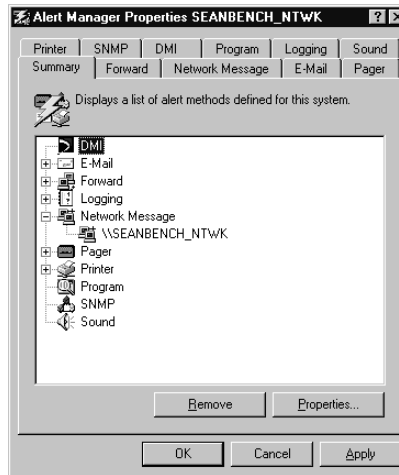 Alert Manager Properties SEANBENCH_NTWK
Printer SNMP DMI Program Logging Sound
Summary Forward Network Message E-Mail Pager
Displays a list of alert methods defined for this system.
DMI
E-Mail
Forward
Logging
Network Message
\\SEANBENCH_NTWK
Pager
Printer
Program
SNMP
Sound
Remove Properties...
OK Cancel Apply